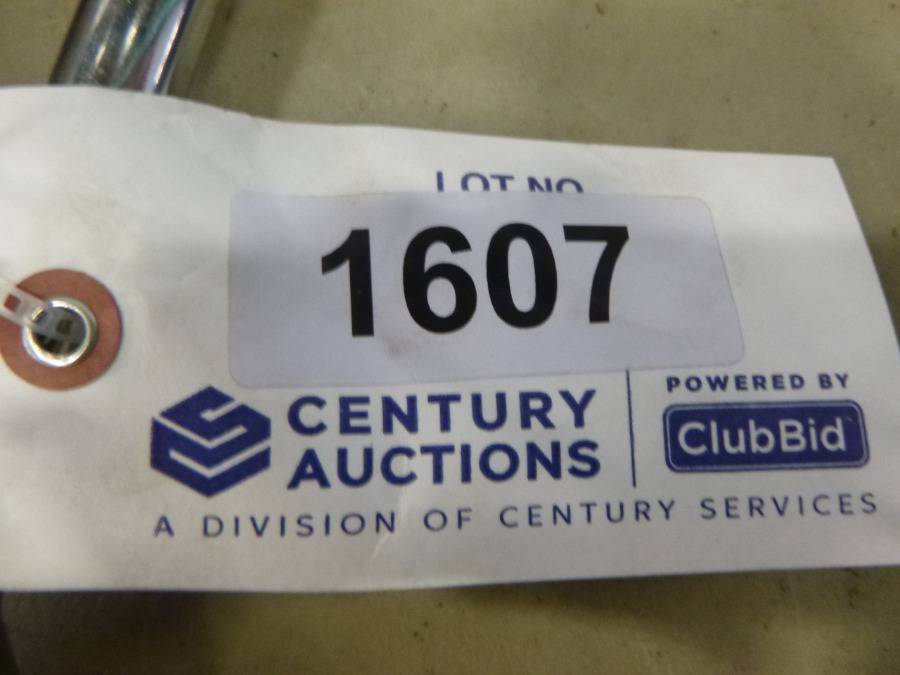 LOT NO
1607
CENTURY
AUCTIONS
POWERED BY
ClubBid
A DIVISION OF CENTURY SERVICES